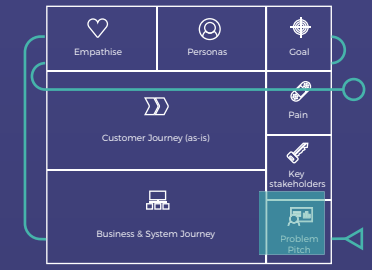 Empathise
Personas
Goal
Pain
Customer Journey (as-is)
Key
stakeholders
Business & System Journey
Problem
Pitch